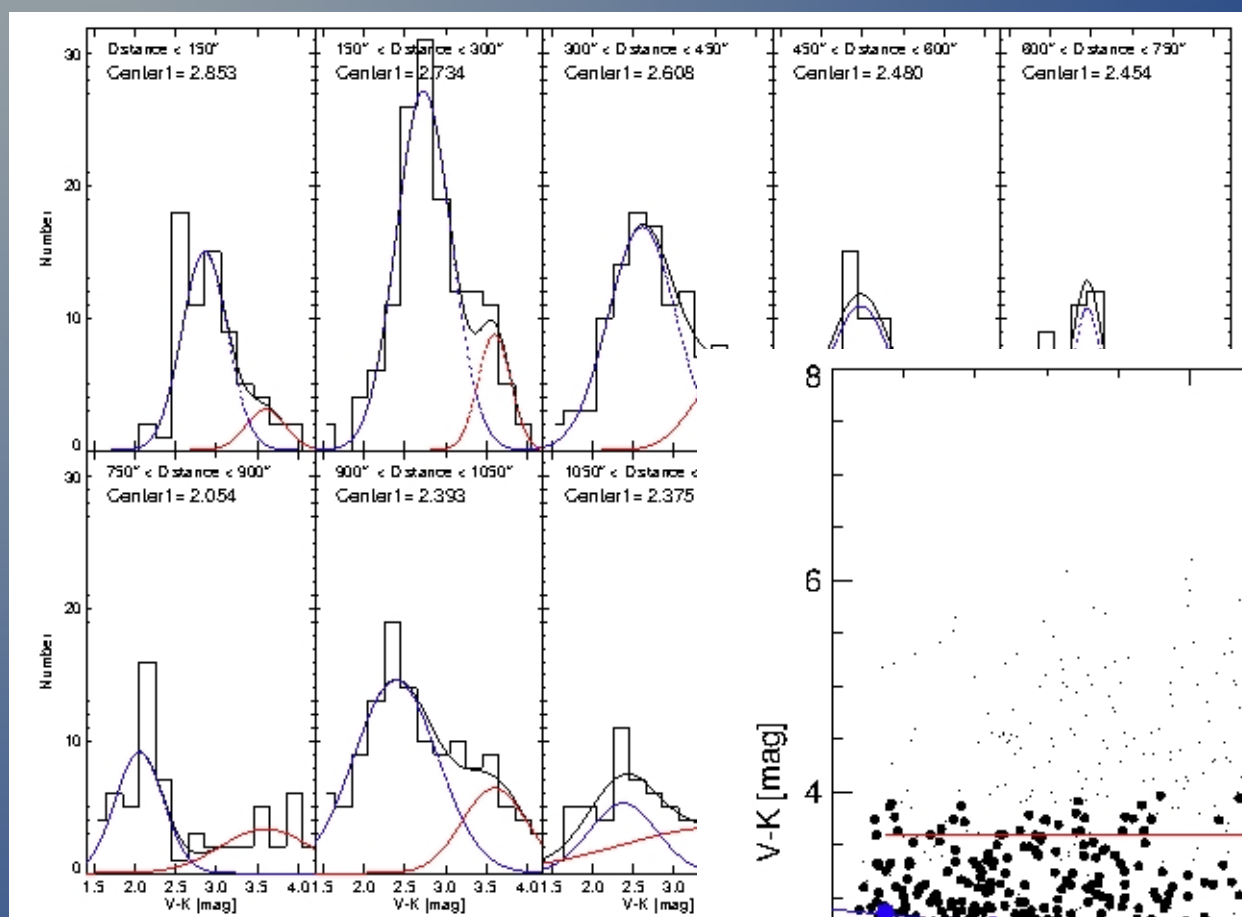 Distance < 150"
Center1 = 2.853
150" < Distance < 300"
Center1 = 2.734
300" < Distance < 450"
Center1 = 2.608
450" < Distance < 600"
Center1 = 2.480
600" < Distance < 750"
Center1 = 2.454
30
20
10
0
Number
750" < Distance < 900"
Center1 = 2.054
900" < Distance < 1050"
Center1 = 2.393
1050" < Distance <
Center1 = 2.375
30
20
10
0
Number
1.5 2.0 2.5 3.0 3.5 4.0
V-K [mag]
1.5 2.0 2.5 3.0 3.5 4.0
V-K [mag]
1.5 2.0 2.5 3.0
V-K [mag]
8
6
4
V-K [mag]